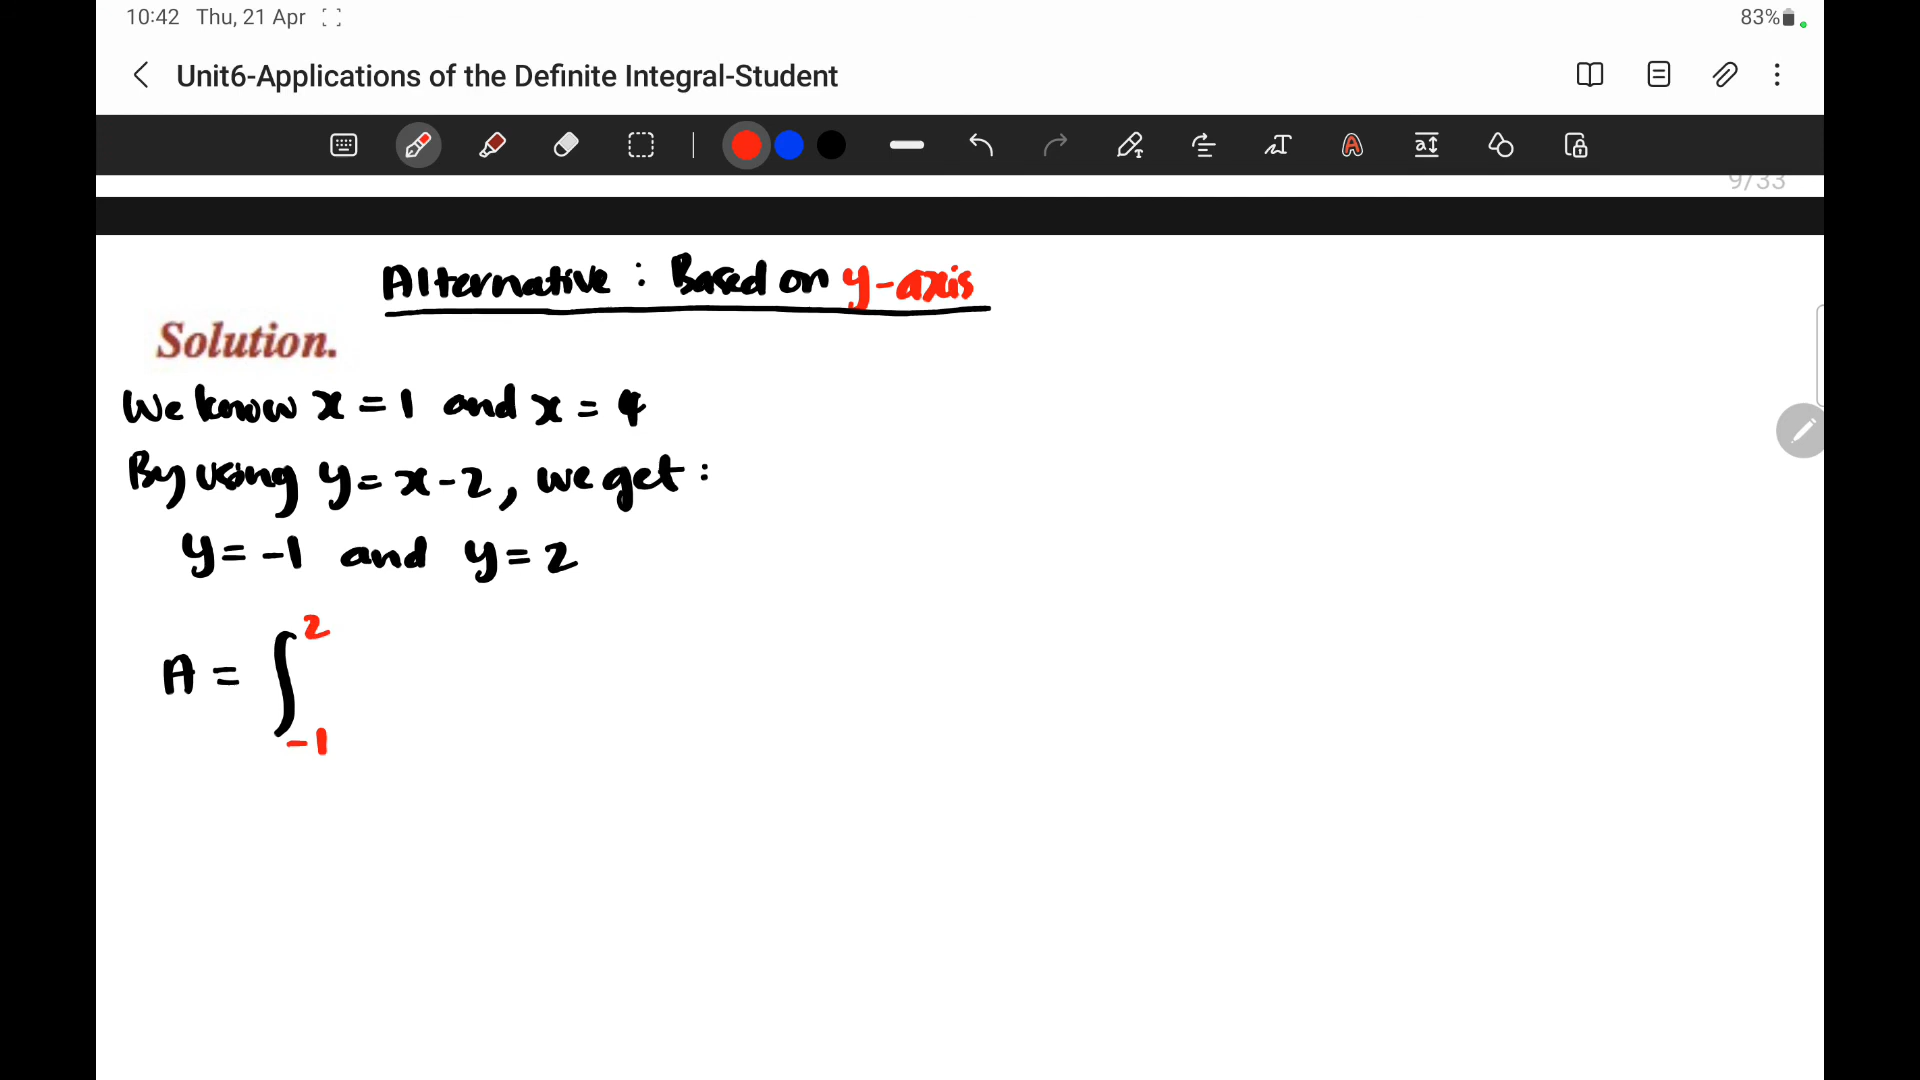 10:42 Thu, 21 Apr
83%
Unit6-Applications of the Definite Integral-Student
9/33
Alternative : Based on y-axis
Solution.
We know x = 1 and x = 4
By using y = x - 2, we get :
y = -1 and y = 2
A = ∫_{-1}^{2}